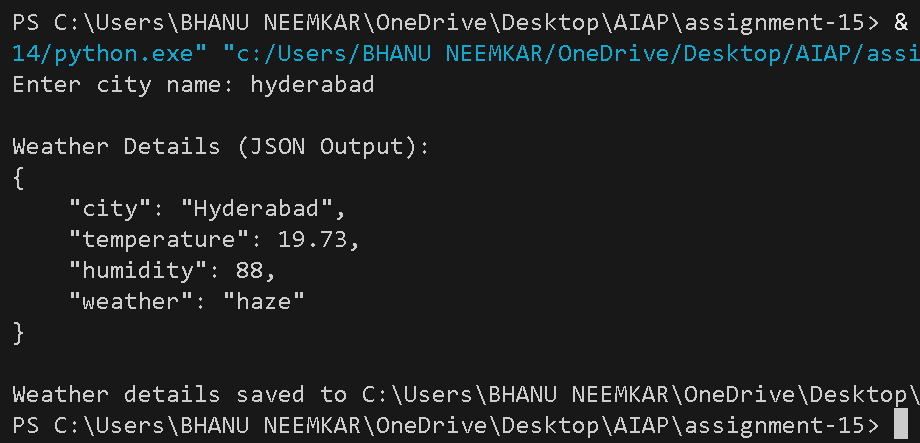 PS C:\Users\BHANU NEEMKAR\OneDrive\Desktop\AIAP\assignment-15> &
14/python.exe" "c:/Users/BHANU NEEMKAR/OneDrive/Desktop/AIAP/assi
Enter city name: hyderabad
Weather Details (JSON Output):
{
    "city": "Hyderabad",
    "temperature": 19.73,
    "humidity": 88,
    "weather": "haze"
}
Weather details saved to C:\Users\BHANU NEEMKAR\OneDrive\Desktop\
PS C:\Users\BHANU NEEMKAR\OneDrive\Desktop\AIAP\assignment-15>